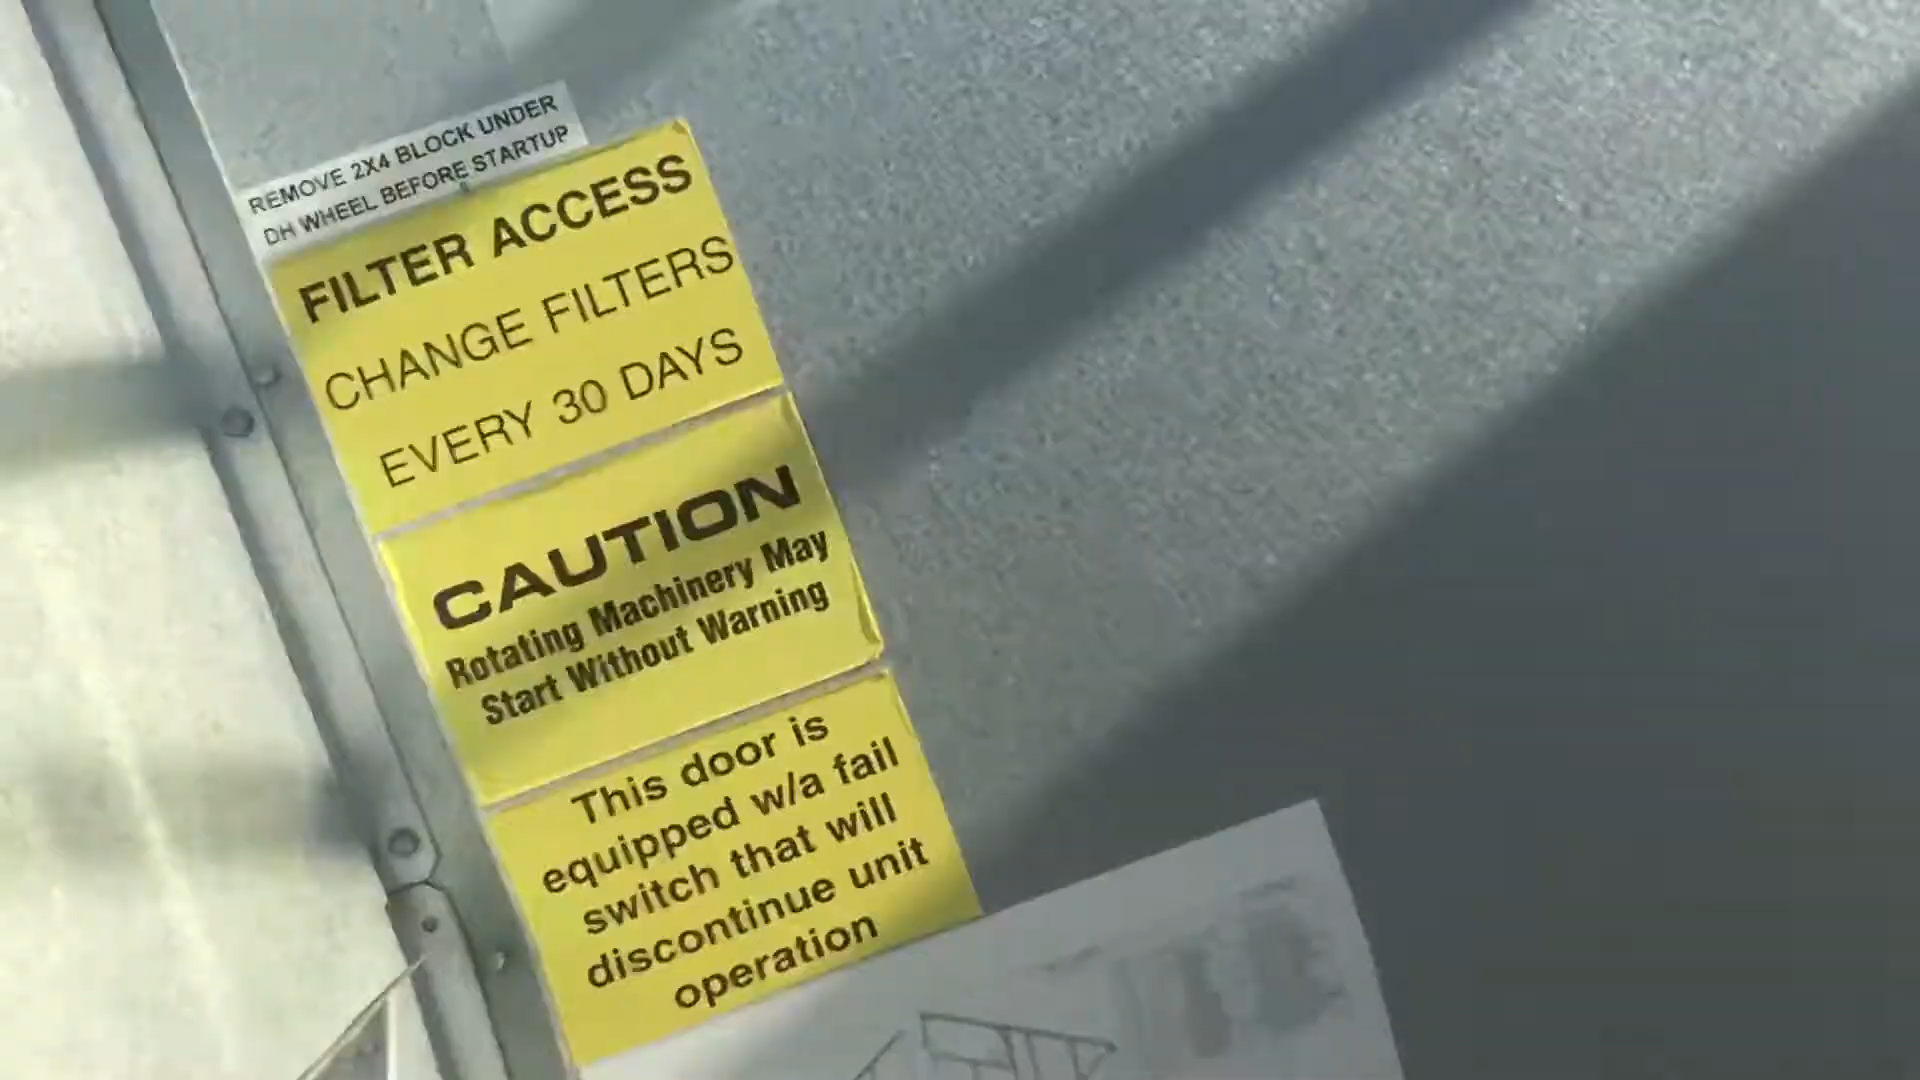 REMOVE 2X4 BLOCK UNDER
DH WHEEL BEFORE STARTUP
FILTER ACCESS
CHANGE FILTERS
EVERY 30 DAYS
CAUTION
Rotating Machinery May
Start Without Warning
This door is
equipped w/a fail
switch that will
discontinue unit
operation